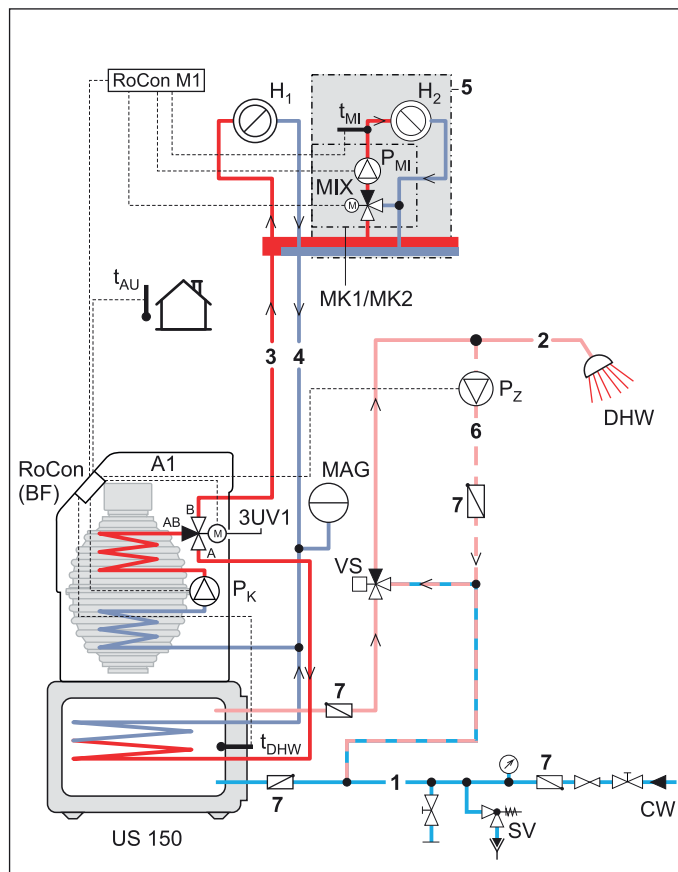 RoCon M1
H1
H2
5
tMI
PMI
MIX
M
MK1/MK2
tAU
3
4
2
PZ
DHW
6
A1
RoCon
(BF)
MAG
B
AB
3UV1
M
A
7
VS
PK
7
tDHW
7
1
7
CW
SV
US 150